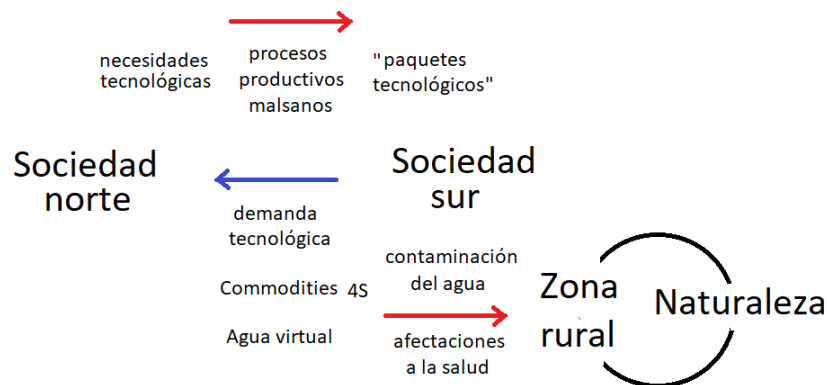 necesidades
tecnológicas
procesos
productivos
malsanos
"paquetes
tecnológicos"
Sociedad
norte
Sociedad
sur
demanda
tecnológica
Commodities 4S
Agua virtual
contaminación
del agua
afectaciones
a la salud
Zona
rural
Naturaleza